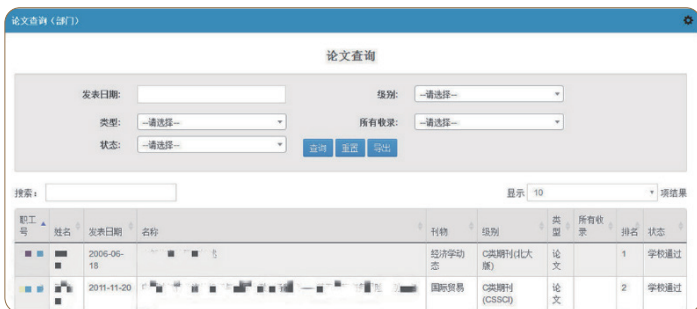 论文查询（部门）
论文查询
发表日期: 级别: --请选择--
类型: --请选择-- 所有收录: --请选择--
状态: --请选择-- 查询 重置 导出
搜索: 显示 10 项结果
职工号 姓名 发表日期 名称 刊物 级别 类型 所有收录 排名 状态
2006-06-18 经济学动态 C类期刊(北大版) 论文 1 学校通过
2011-11-20 国际贸易 C类期刊(CSSCI) 论文 2 学校通过